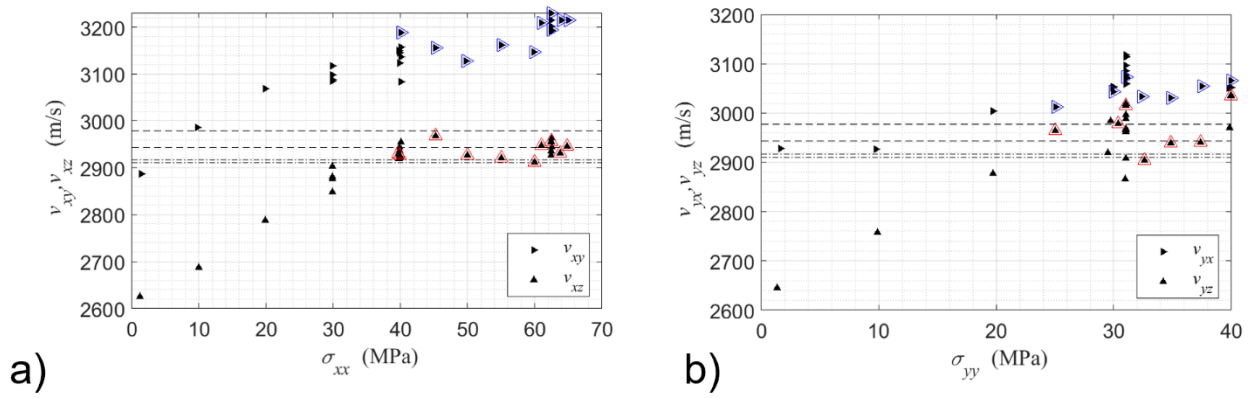 3200
3100
3000
2900
2800
2700
2600
v_xy, v_xz (m/s)
0 10 20 30 40 50 60 70
σ_xx (MPa)
v_xy
v_xz
a)
3200
3100
3000
2900
2800
2700
2600
v_yx, v_yz (m/s)
0 10 20 30 40
σ_yy (MPa)
v_yx
v_yz
b)